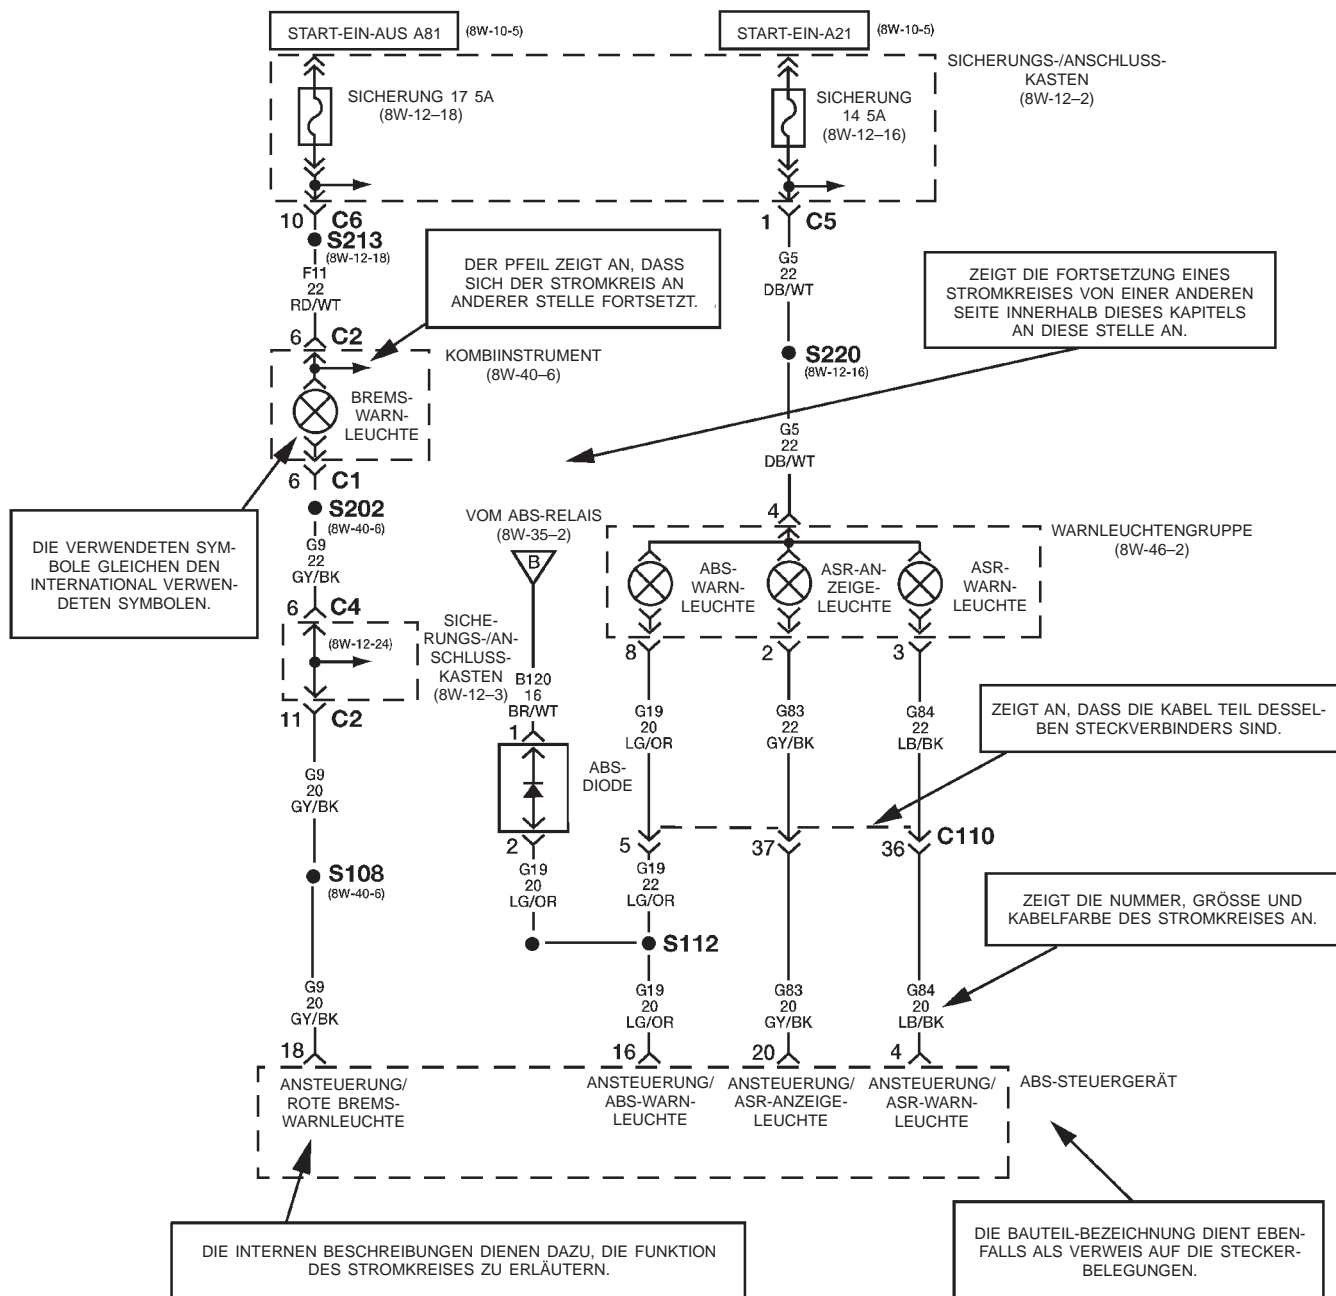 START-EIN-AUS A81
(8W-10-5)
START-EIN-A21
(8W-10-5)
SICHERUNGS-/ANSCHLUSS-
KASTEN
(8W-12–2)
SICHERUNG 17 5A
(8W-12–18)
SICHERUNG
14 5A
(8W-12–16)
10
C6
S213
(8W-12-18)
1
C5
F11
22
RD/WT
G5
22
DB/WT
DER PFEIL ZEIGT AN, DASS
SICH DER STROMKREIS AN
ANDERER STELLE FORTSETZT.
ZEIGT DIE FORTSETZUNG EINES
STROMKREISES VON EINER ANDEREN
SEITE INNERHALB DIESES KAPITELS
AN DIESE STELLE AN.
6
C2
KOMBIINSTRUMENT
(8W-40–6)
S220
(8W-12-16)
BREMS-
WARN-
LEUCHTE
G5
22
DB/WT
6
C1
S202
(8W-40-6)
DIE VERWENDETEN SYM-
BOLE GLEICHEN DEN
INTERNATIONAL VERWEN-
DETEN SYMBOLEN.
G9
22
GY/BK
VOM ABS-RELAIS
(8W-35–2)
B
4
WARNLEUCHTENGRUPPE
(8W-46–2)
ABS-
WARN-
LEUCHTE
ASR-AN-
ZEIGE-
LEUCHTE
ASR-
WARN-
LEUCHTE
6
C4
(8W-12-24)
SICHE-
RUNGS-/AN-
SCHLUSS-
KASTEN
(8W-12–3)
8
2
3
11
C2
B120
16
BR/WT
G19
20
LG/OR
G83
22
GY/BK
G84
22
LB/BK
ZEIGT AN, DASS DIE KABEL TEIL DESSEL-
BEN STECKVERBINDERS SIND.
1
ABS-
DIODE
G9
20
GY/BK
2
5
37
36
C110
S108
(8W-40-6)
G19
20
LG/OR
G19
22
LG/OR
ZEIGT DIE NUMMER, GRÖSSE UND
KABELFARBE DES STROMKREISES AN.
S112
G9
20
GY/BK
G19
20
LG/OR
G83
20
GY/BK
G84
20
LB/BK
18
16
20
4
ABS-STEUERGERÄT
ANSTEUERUNG/
ROTE BREMS-
WARNLEUCHTE
ANSTEUERUNG/
ABS-WARN-
LEUCHTE
ANSTEUERUNG/
ASR-ANZEIGE-
LEUCHTE
ANSTEUERUNG/
ASR-WARN-
LEUCHTE
DIE INTERNEN BESCHREIBUNGEN DIENEN DAZU, DIE FUNKTION
DES STROMKREISES ZU ERLÄUTERN.
DIE BAUTEIL-BEZEICHNUNG DIENT EBEN-
FALLS ALS VERWEIS AUF DIE STECKER-
BELEGUNGEN.